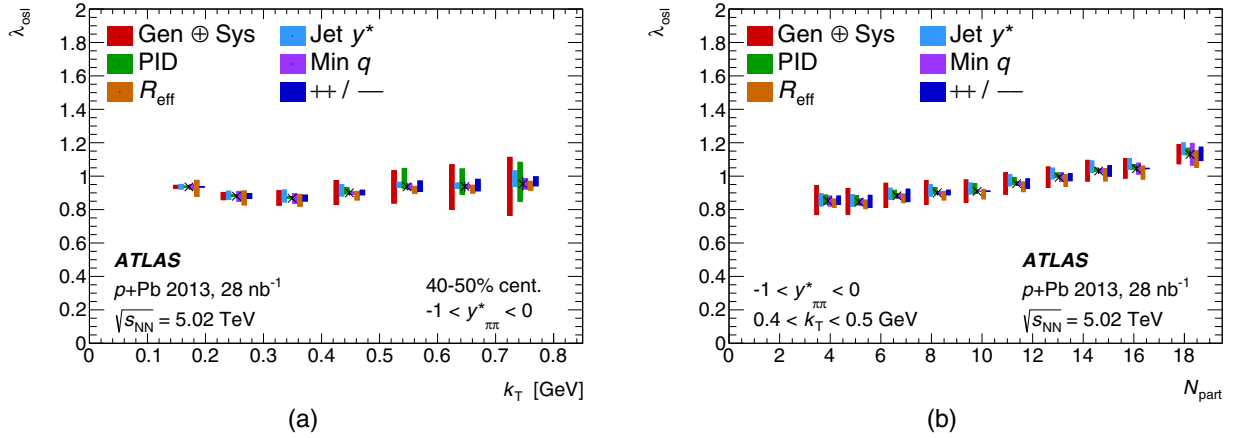 λosl
2
1.8
1.6
1.4
1.2
1
0.8
0.6
0.4
0.2
0
Gen ⊕ Sys
PID
Reff
Jet y*
Min q
++ / −−
ATLAS
p+Pb 2013, 28 nb-1
√sNN = 5.02 TeV
40-50% cent.
-1 < y*ππ < 0
0 0.1 0.2 0.3 0.4 0.5 0.6 0.7 0.8
kT [GeV]
(a)
λosl
2
1.8
1.6
1.4
1.2
1
0.8
0.6
0.4
0.2
0
Gen ⊕ Sys
PID
Reff
Jet y*
Min q
++ / −−
-1 < y*ππ < 0
0.4 < kT < 0.5 GeV
ATLAS
p+Pb 2013, 28 nb-1
√sNN = 5.02 TeV
0 2 4 6 8 10 12 14 16 18
Npart
(b)